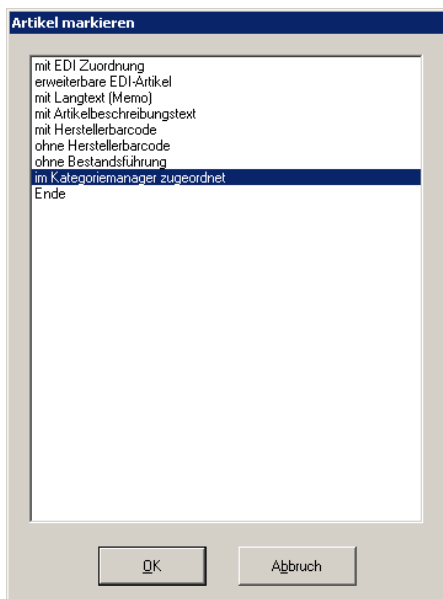 Artikel markieren
mit EDI Zuordnung
erweiterbare EDI-Artikel
mit Langtext (Memo)
mit Artikelbeschreibungstext
mit Herstellerbarcode
ohne Herstellerbarcode
ohne Bestandsführung
im Kategoriemanager zugeordnet
Ende
OK
Abbruch